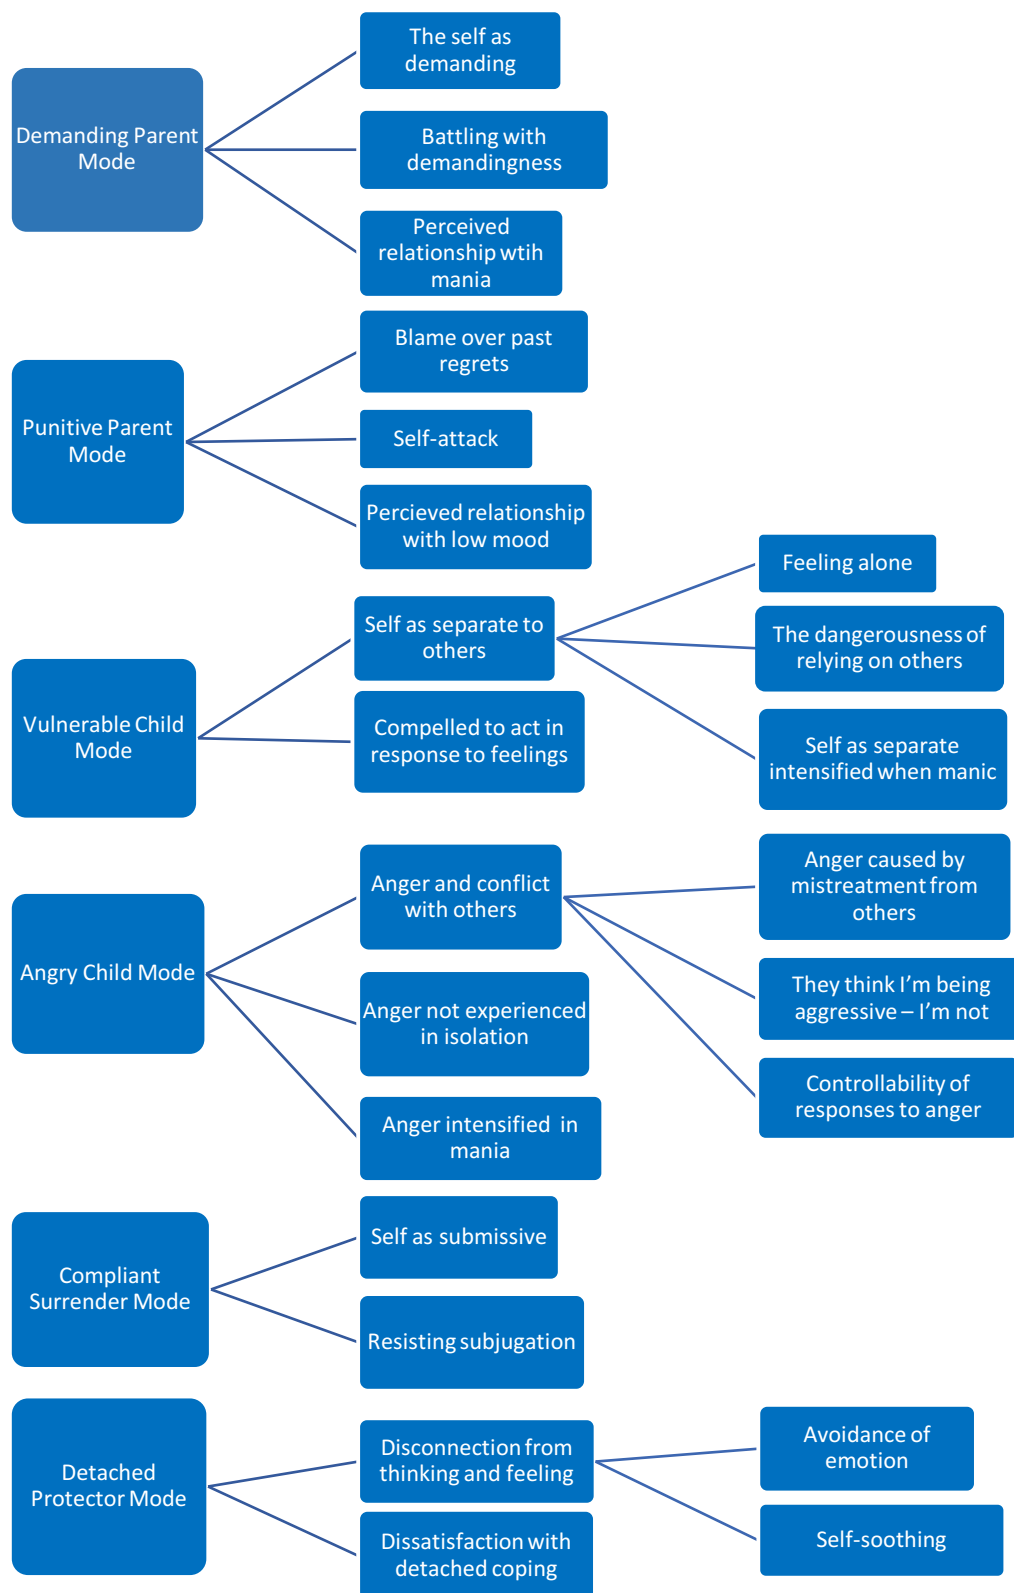 Demanding Parent
Mode
The self as
demanding
Battling with
demandingness
Perceived
relationship wtih
mania
Punitive Parent
Mode
Blame over past
regrets
Self-attack
Percieved relationship
with low mood
Vulnerable Child
Mode
Self as separate to
others
Feeling alone
The dangerousness of
relying on others
Self as separate
intensified when manic
Compelled to act in
response to feelings
Angry Child Mode
Anger and conflict
with others
Anger caused by
mistreatment from
others
They think I’m being
aggressive – I’m not
Controllability of
responses to anger
Anger not experienced
in isolation
Anger intensified in
mania
Compliant
Surrender Mode
Self as submissive
Resisting subjugation
Detached
Protector Mode
Disconnection from
thinking and feeling
Avoidance of
emotion
Self-soothing
Dissatisfaction with
detached coping